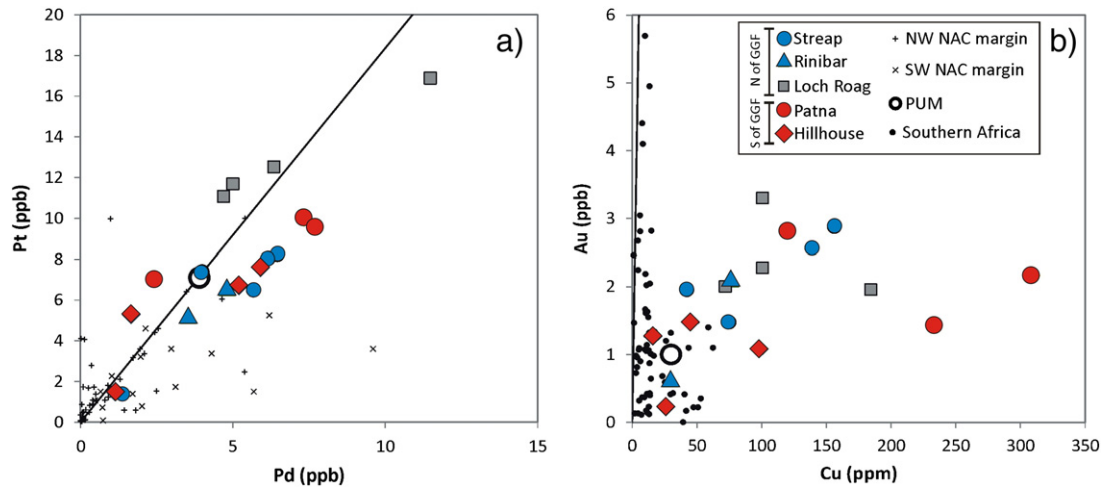 a)
20
18
16
14
12
10
8
6
4
2
0
Pt (ppb)
0 5 10 15
Pd (ppb)
b)
6
5
4
3
2
1
0
Au (ppb)
0 50 100 150 200 250 300 350
Cu (ppm)
N of GGF
Streap
Rinibar
Loch Roag
S of GGF
Patna
Hillhouse
NW NAC margin
SW NAC margin
PUM
Southern Africa